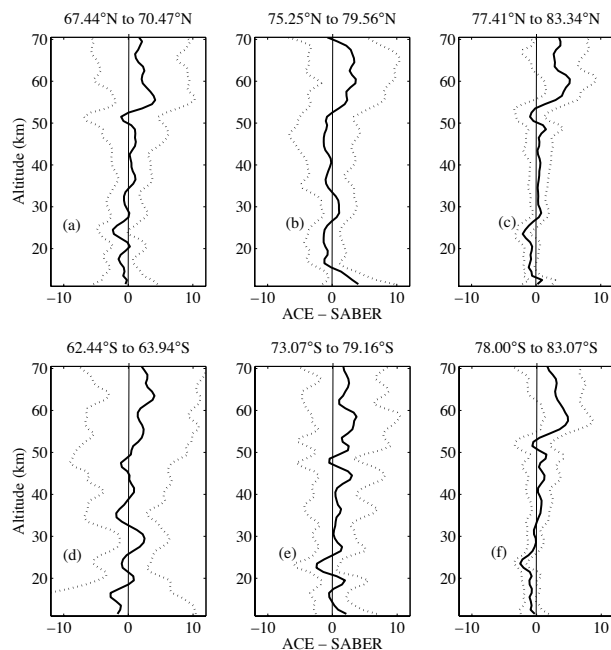 67.44°N to 70.47°N
75.25°N to 79.56°N
77.41°N to 83.34°N
70
60
50
40
30
20
Altitude (km)
(a)
−10 0 10
70
60
50
40
30
20
(b)
−10 0 10
ACE − SABER
70
60
50
40
30
20
(c)
−10 0 10
62.44°S to 63.94°S
73.07°S to 79.16°S
78.00°S to 83.07°S
70
60
50
40
30
20
Altitude (km)
(d)
−10 0 10
70
60
50
40
30
20
(e)
−10 0 10
ACE − SABER
70
60
50
40
30
20
(f)
−10 0 10